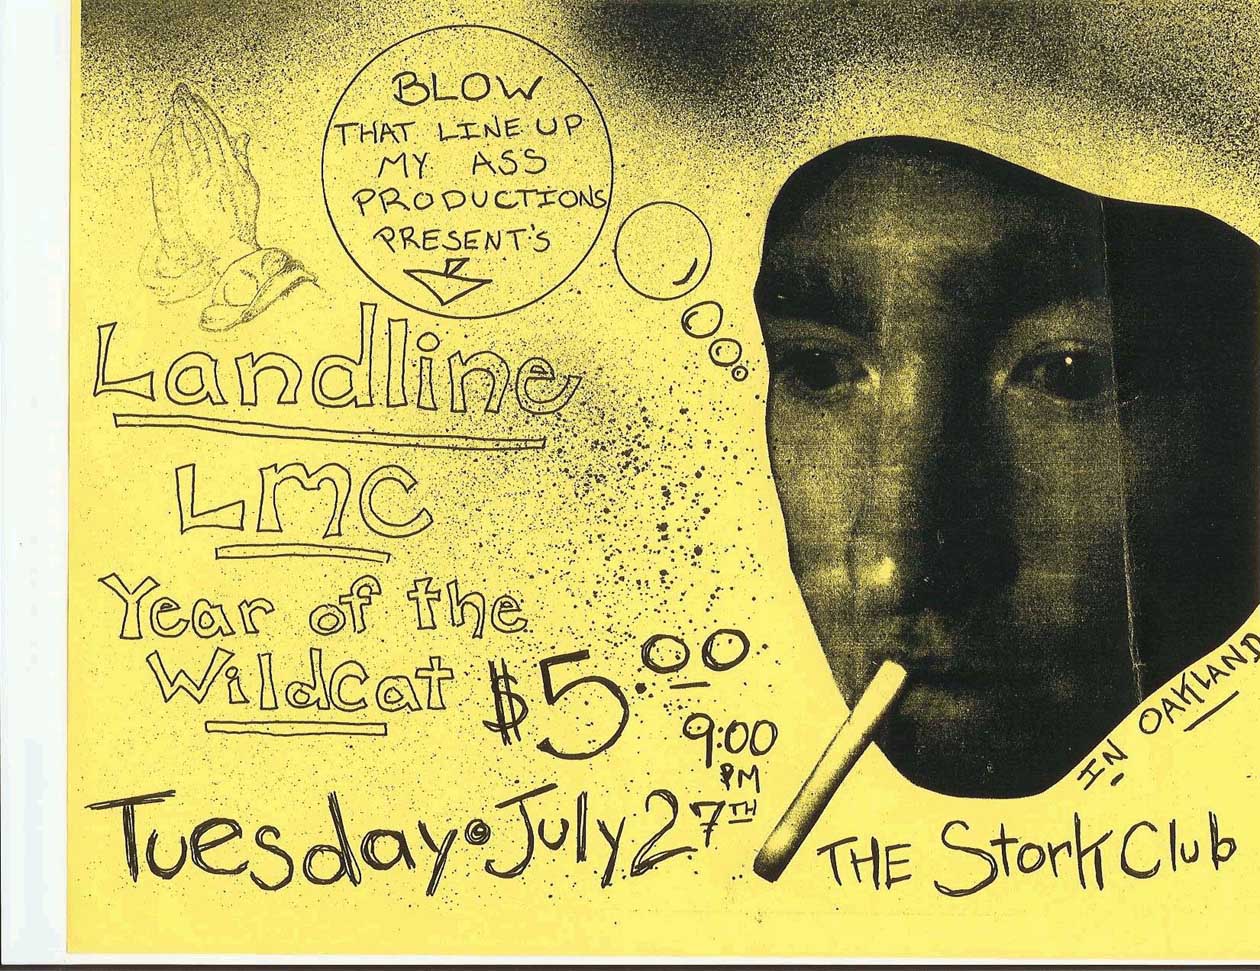 BLOW
THAT LINE UP
MY ASS
PRODUCTIONS
PRESENT'S
Landline
LMC
Year of the
Wildcat
$5.00
9:00
PM
Tuesday • July 27TH
IN OAKLAND
THE Stork Club